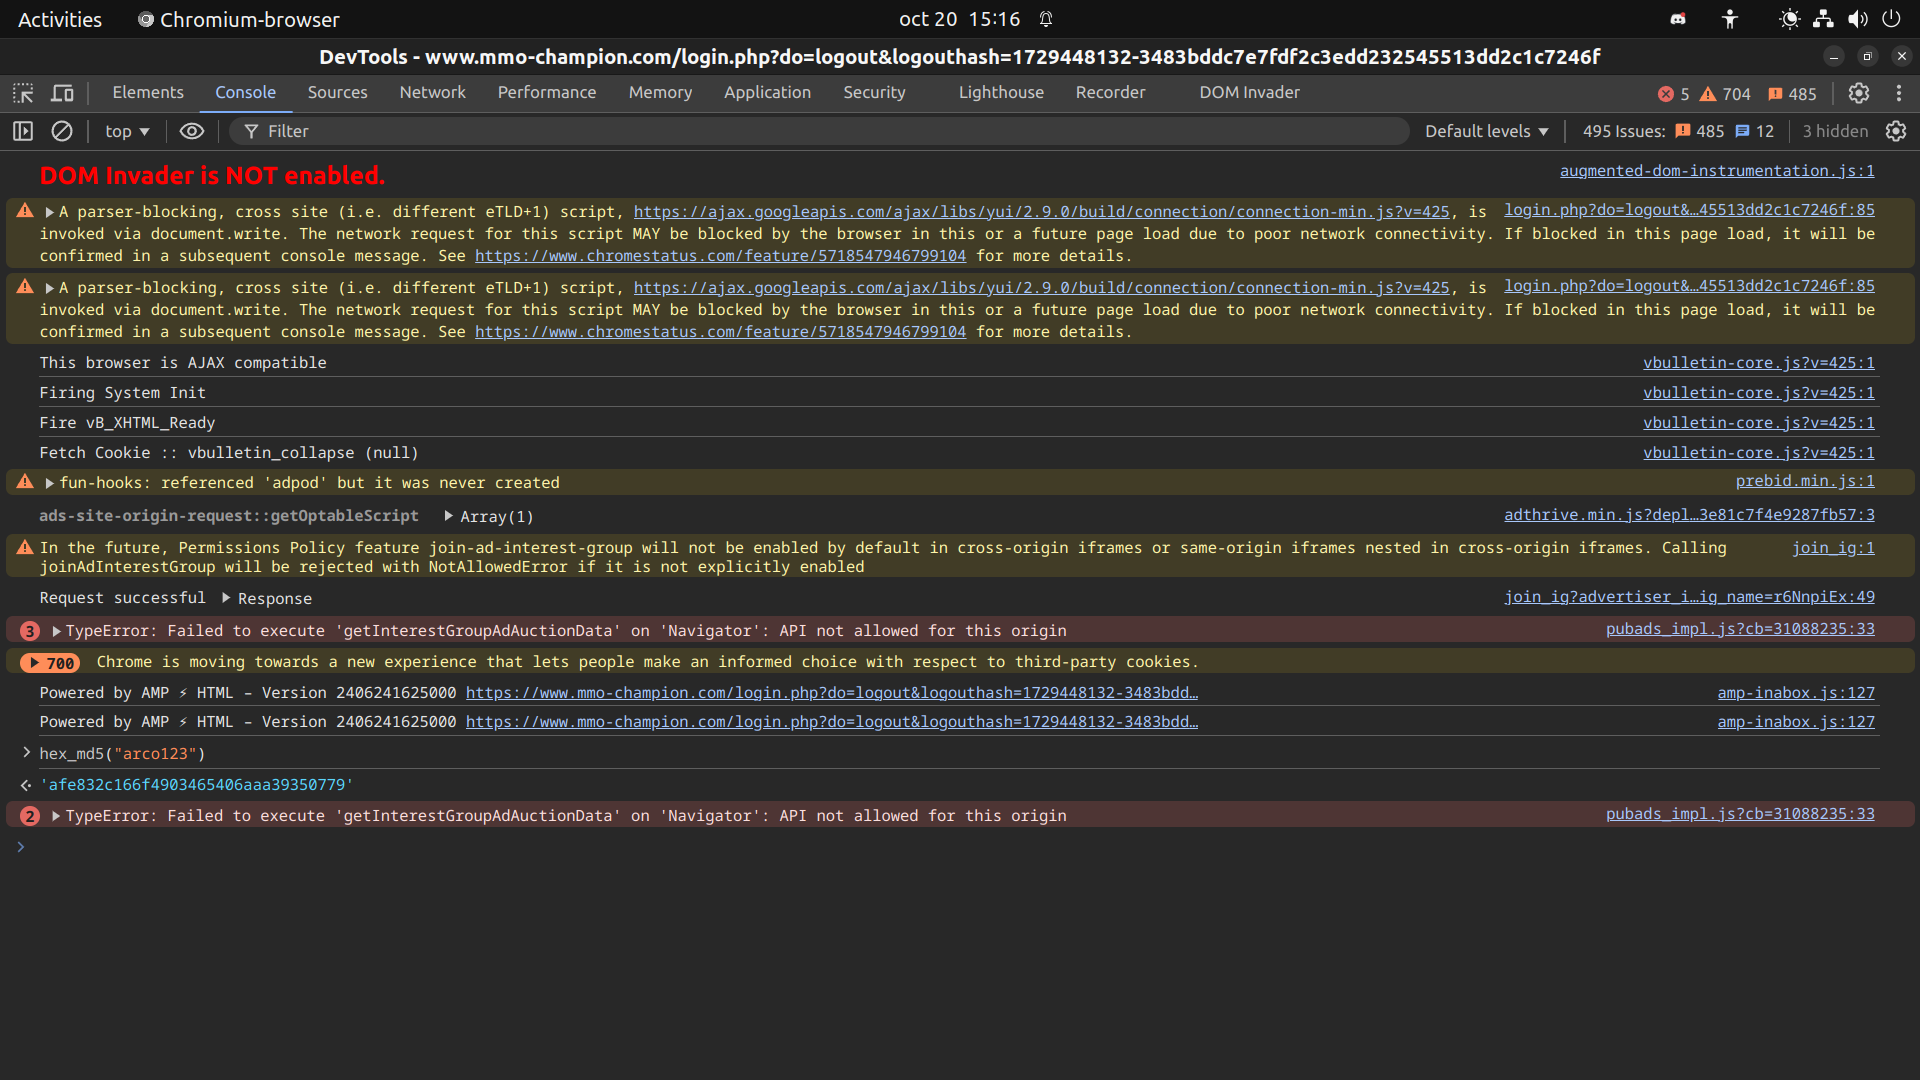 Activities Chromium-browser oct 20 15:16
DevTools - www.mmo-champion.com/login.php?do=logout&logouthash=1729448132-3483bddc7e7fdf2c3edd232545513dd2c1c7246f
Elements Console Sources Network Performance Memory Application Security Lighthouse Recorder DOM Invader 5 704 485
top Filter Default levels 495 Issues: 485 12 3 hidden
DOM Invader is NOT enabled. augmented-dom-instrumentation.js:1
A parser-blocking, cross site (i.e. different eTLD+1) script, https://ajax.googleapis.com/ajax/libs/yui/2.9.0/build/connection/connection-min.js?v=425, is login.php?do=logout&…45513dd2c1c7246f:85
invoked via document.write. The network request for this script MAY be blocked by the browser in this or a future page load due to poor network connectivity. If blocked in this page load, it will be
confirmed in a subsequent console message. See https://www.chromestatus.com/feature/5718547946799104 for more details.
A parser-blocking, cross site (i.e. different eTLD+1) script, https://ajax.googleapis.com/ajax/libs/yui/2.9.0/build/connection/connection-min.js?v=425, is login.php?do=logout&…45513dd2c1c7246f:85
invoked via document.write. The network request for this script MAY be blocked by the browser in this or a future page load due to poor network connectivity. If blocked in this page load, it will be
confirmed in a subsequent console message. See https://www.chromestatus.com/feature/5718547946799104 for more details.
This browser is AJAX compatible vbulletin-core.js?v=425:1
Firing System Init vbulletin-core.js?v=425:1
Fire vB_XHTML_Ready vbulletin-core.js?v=425:1
Fetch Cookie :: vbulletin_collapse (null) vbulletin-core.js?v=425:1
fun-hooks: referenced 'adpod' but it was never created prebid.min.js:1
ads-site-origin-request::getOptableScript Array(1) adthrive.min.js?depl…3e81c7f4e9287fb57:3
In the future, Permissions Policy feature join-ad-interest-group will not be enabled by default in cross-origin iframes or same-origin iframes nested in cross-origin iframes. Calling join_ig:1
joinAdInterestGroup will be rejected with NotAllowedError if it is not explicitly enabled
Request successful Response join_ig?advertiser_i…ig_name=r6NnpiEx:49
3 TypeError: Failed to execute 'getInterestGroupAdAuctionData' on 'Navigator': API not allowed for this origin pubads_impl.js?cb=31088235:33
700 Chrome is moving towards a new experience that lets people make an informed choice with respect to third-party cookies.
Powered by AMP ⚡ HTML – Version 2406241625000 https://www.mmo-champion.com/login.php?do=logout&logouthash=1729448132-3483bdd… amp-inabox.js:127
Powered by AMP ⚡ HTML – Version 2406241625000 https://www.mmo-champion.com/login.php?do=logout&logouthash=1729448132-3483bdd… amp-inabox.js:127
hex_md5("arco123")
'afe832c166f4903465406aaa39350779'
2 TypeError: Failed to execute 'getInterestGroupAdAuctionData' on 'Navigator': API not allowed for this origin pubads_impl.js?cb=31088235:33